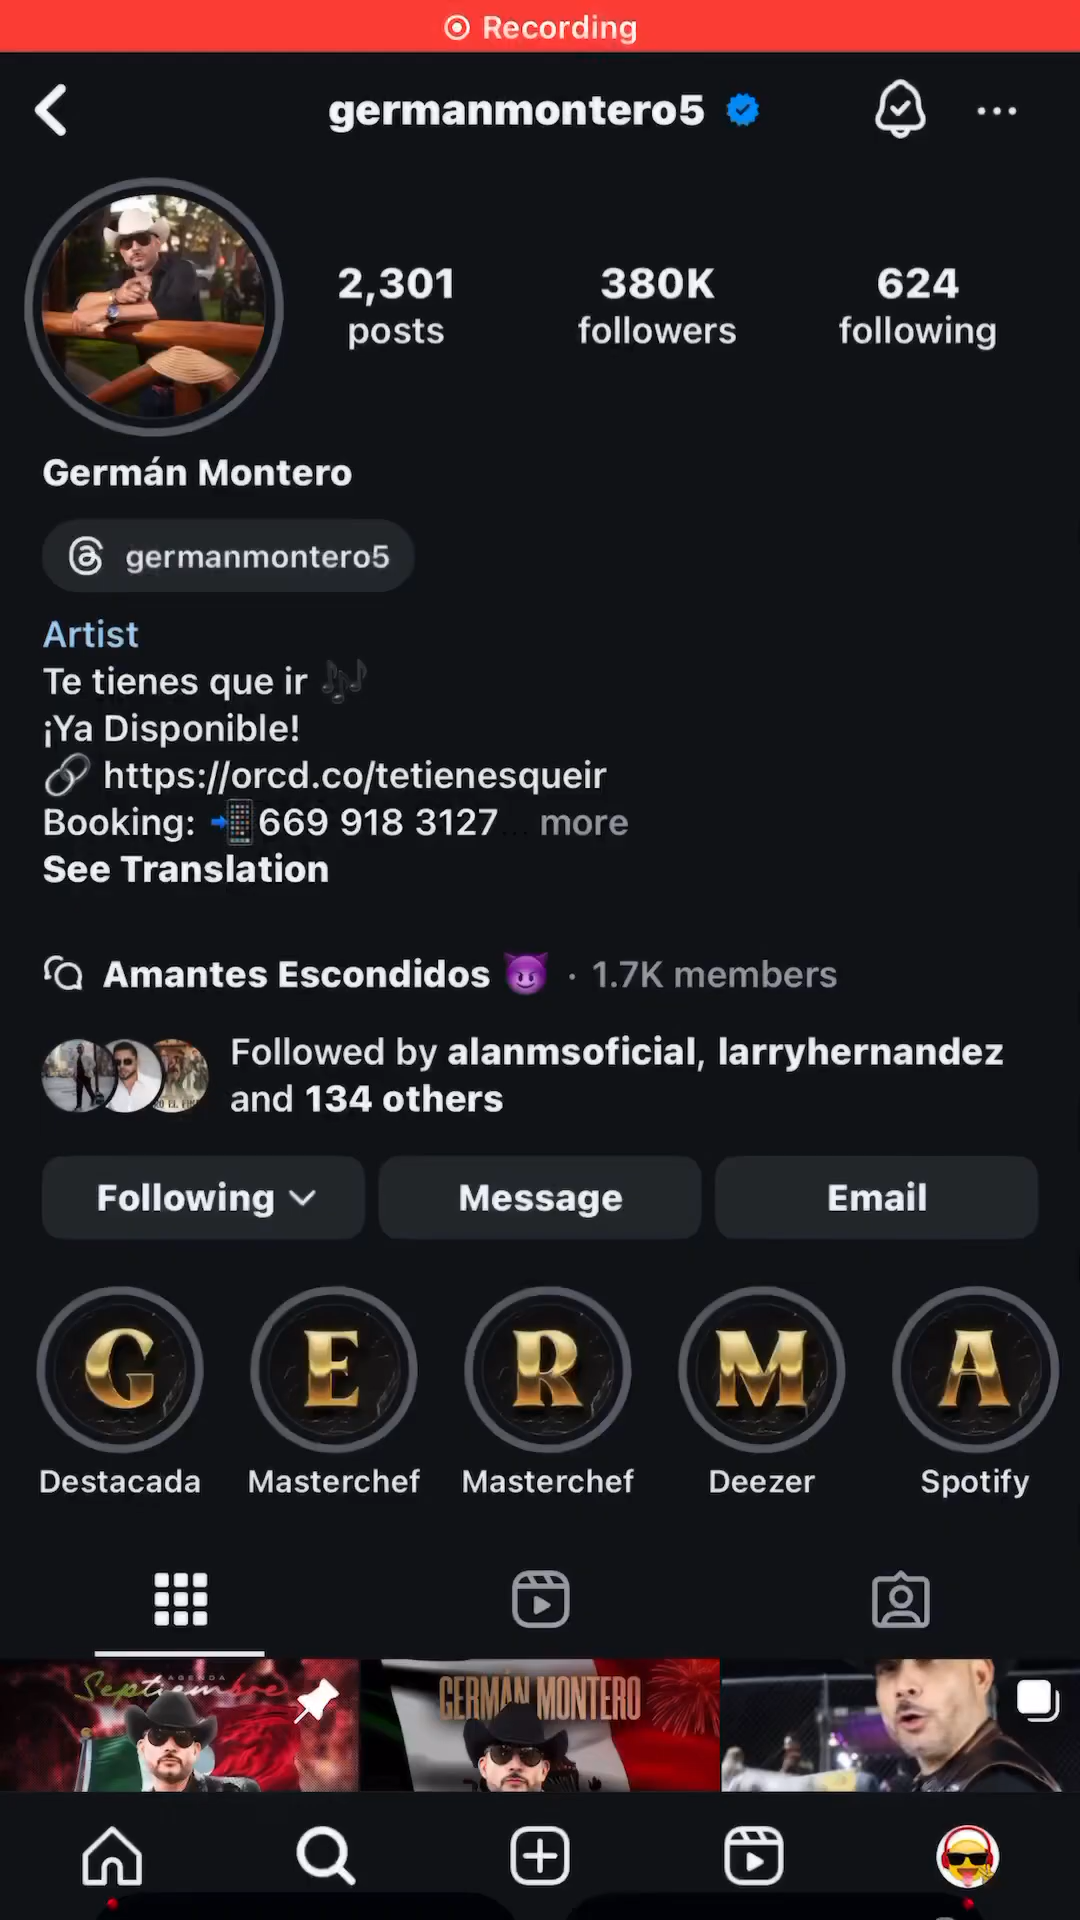 Recording
germanmontero5
2,301
posts
380K
followers
624
following
Germán Montero
germanmontero5
Artist
Te tienes que ir 🎶
¡Ya Disponible!
🔗 https://orcd.co/tetienesqueir
Booking: 📲669 918 3127... more
See Translation
Amantes Escondidos 😈 · 1.7K members
Followed by alanmsoficial, larryhernandez
and 134 others
Following
Message
Email
G
E
R
M
A
Destacada
Masterchef
Masterchef
Deezer
Spotify
AGENDA
Septiembre
GERMÁN MONTERO